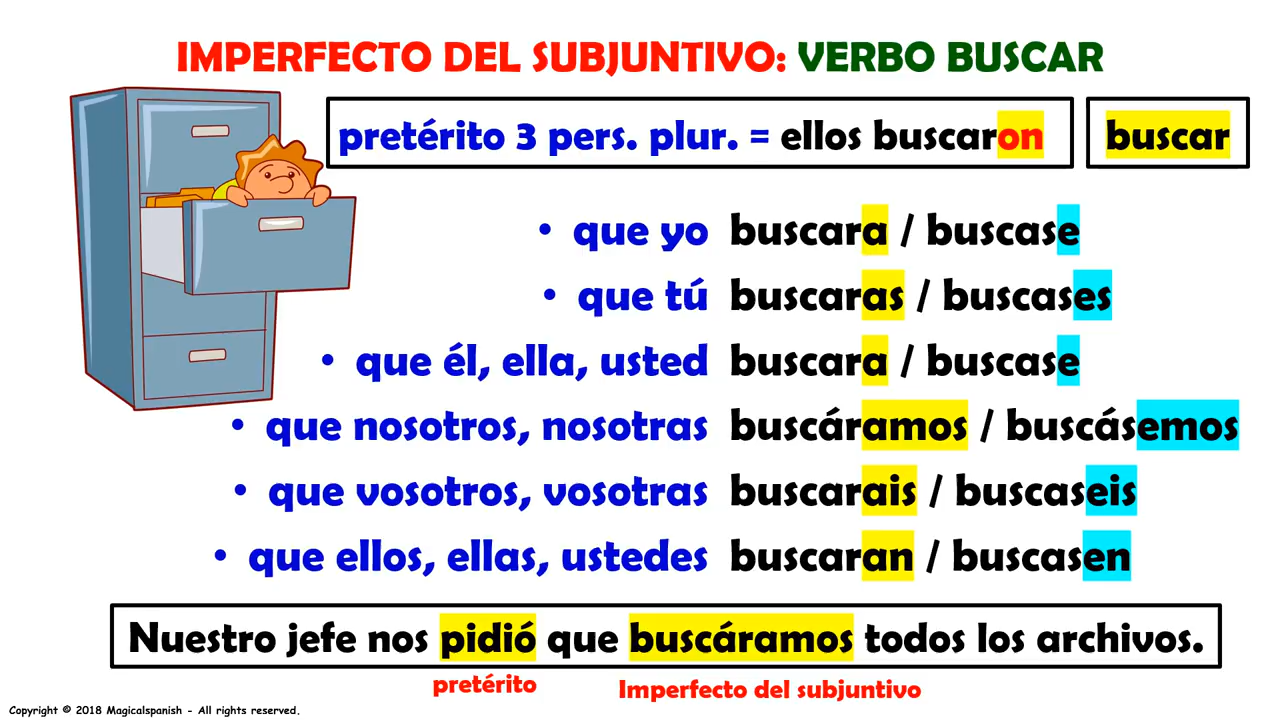 IMPERFECTO DEL SUBJUNTIVO: VERBO BUSCAR
pretérito 3 pers. plur. = ellos buscaron
buscar
• que yo buscara / buscase
• que tú buscaras / buscases
• que él, ella, usted buscara / buscase
• que nosotros, nosotras buscáramos / buscásemos
• que vosotros, vosotras buscarais / buscaseis
• que ellos, ellas, ustedes buscaran / buscasen
Nuestro jefe nos pidió que buscáramos todos los archivos.
pretérito
Imperfecto del subjuntivo
Copyright © 2018 Magicalspanish - All rights reserved.